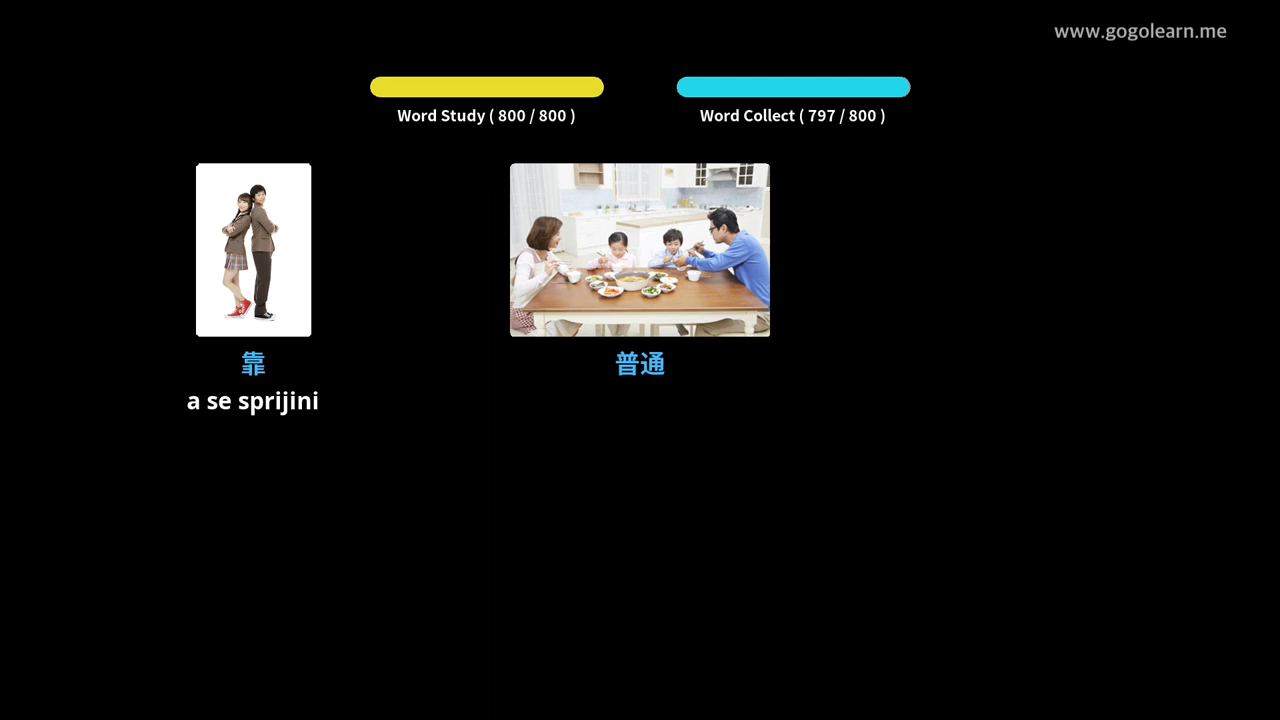 www.gogolearn.me
Word Study ( 800 / 800 )
Word Collect ( 797 / 800 )
靠
a se sprijini
普通